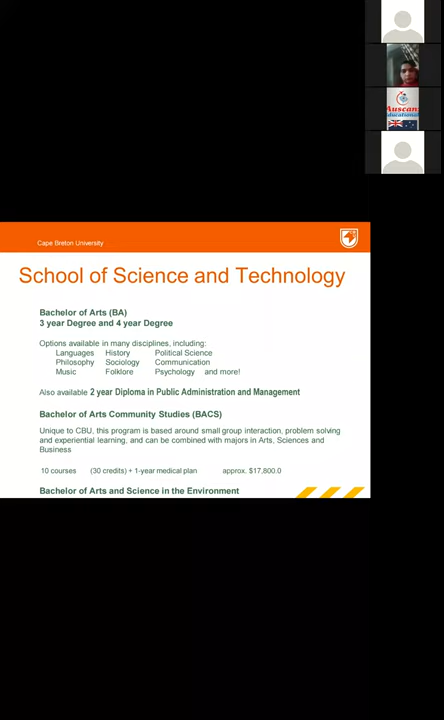 Auscan
Educational
Cape Breton University
School of Science and Technology
Bachelor of Arts (BA)
3 year Degree and 4 year Degree
Options available in many disciplines, including:
Languages History Political Science
Philosophy Sociology Communication
Music Folklore Psychology and more!
Also available 2 year Diploma in Public Administration and Management
Bachelor of Arts Community Studies (BACS)
Unique to CBU, this program is based around small group interaction, problem solving
and experiential learning, and can be combined with majors in Arts, Sciences and
Business
10 courses (30 credits) + 1-year medical plan approx. $17,800.0
Bachelor of Arts and Science in the Environment